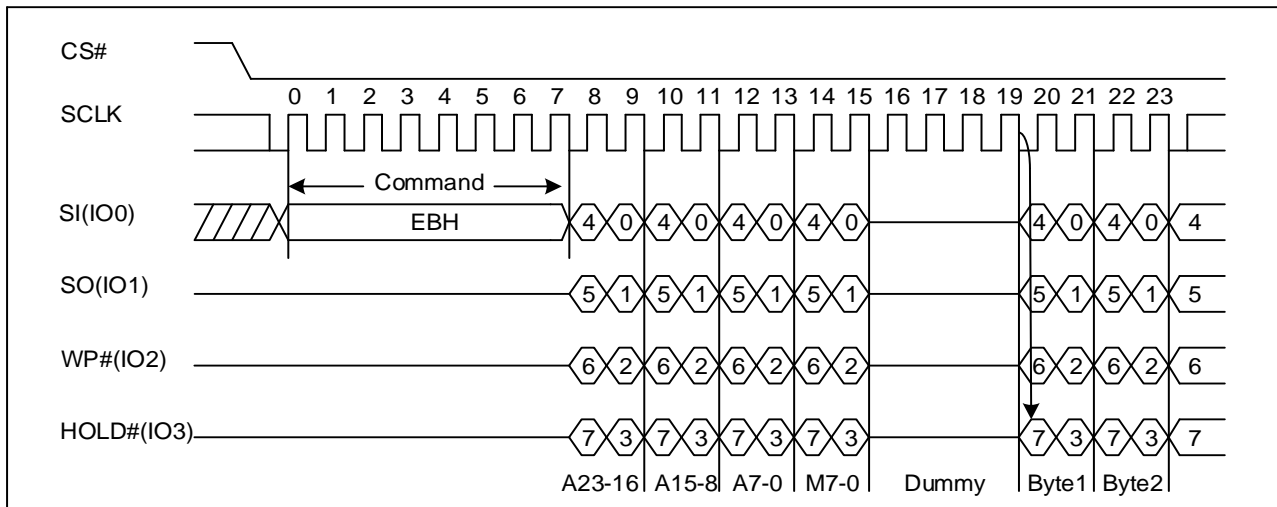 CS#
0 1 2 3 4 5 6 7 8 9 10 11 12 13 14 15 16 17 18 19 20 21 22 23
SCLK
Command
SI(IO0) EBH 4 0 4 0 4 0 4 0 4 0 4 0 4
SO(IO1) 5 1 5 1 5 1 5 1 5 1 5 1 5
WP#(IO2) 6 2 6 2 6 2 6 2 6 2 6 2 6
HOLD#(IO3) 7 3 7 3 7 3 7 3 7 3 7 3 7
A23-16 A15-8 A7-0 M7-0 Dummy Byte1 Byte2